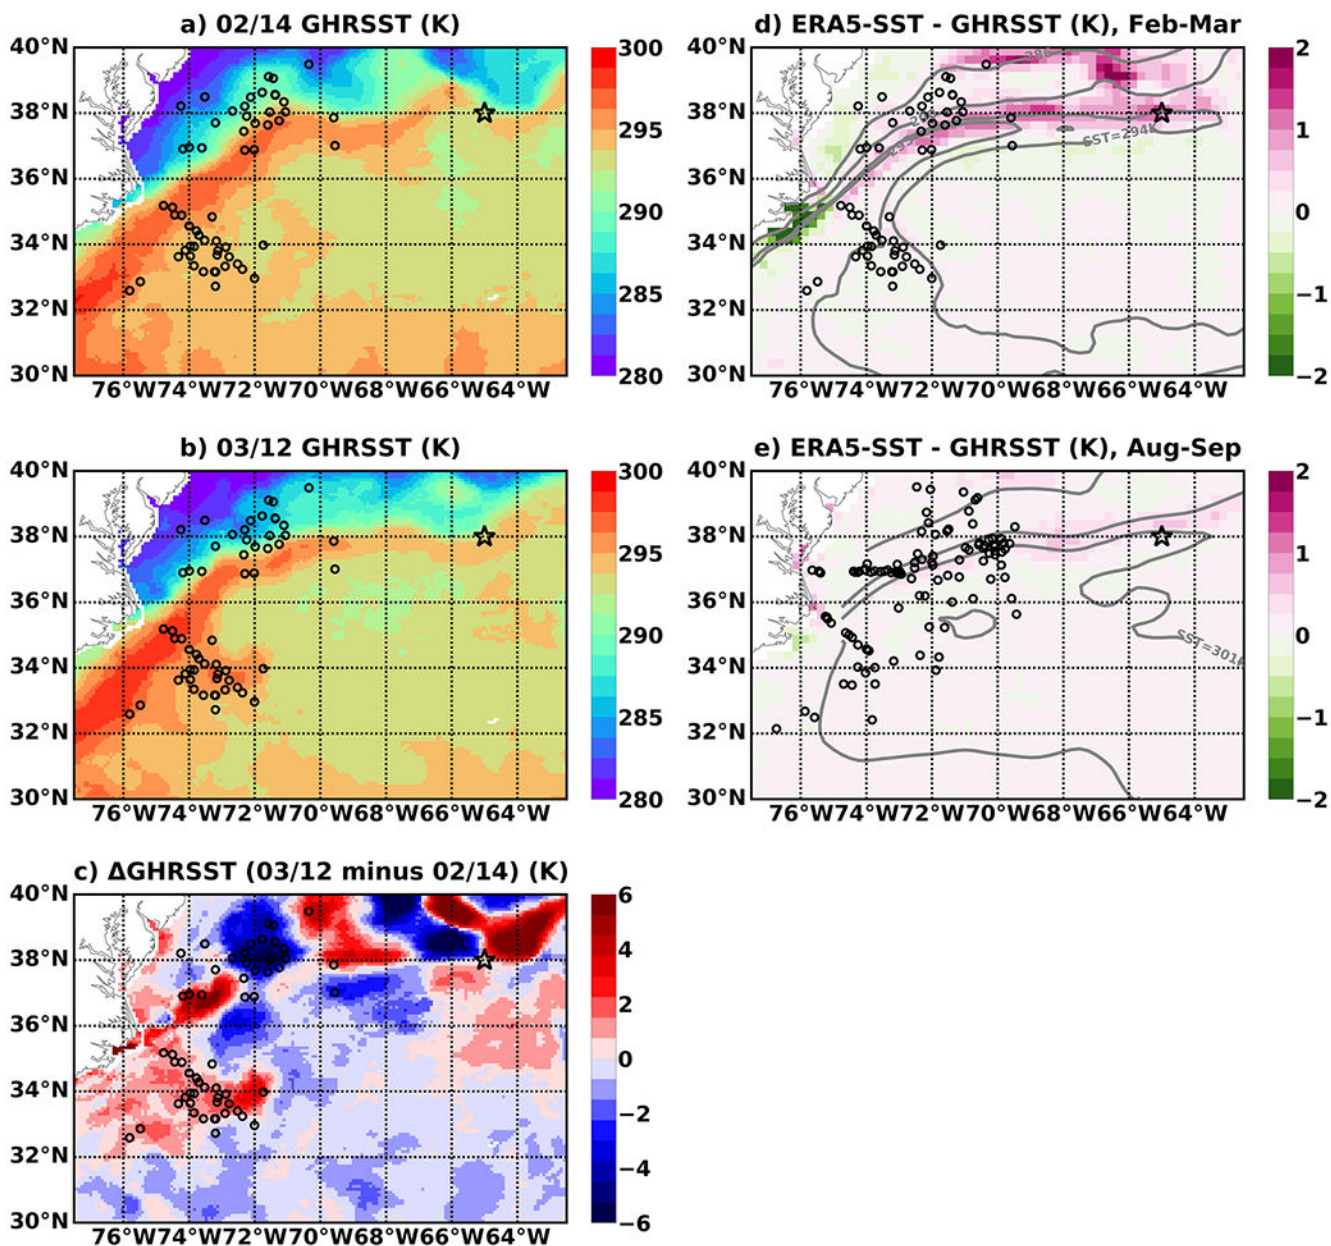 a) 02/14 GHRSST (K)
40°N
38°N
36°N
34°N
32°N
30°N
76°W74°W72°W70°W68°W66°W64°W
300
295
290
285
280
d) ERA5-SST - GHRSST (K), Feb-Mar
40°N
38°N
36°N
34°N
32°N
30°N
76°W74°W72°W70°W68°W66°W64°W
SST=294K
2
1
0
−1
−2
b) 03/12 GHRSST (K)
40°N
38°N
36°N
34°N
32°N
30°N
76°W74°W72°W70°W68°W66°W64°W
300
295
290
285
280
e) ERA5-SST - GHRSST (K), Aug-Sep
40°N
38°N
36°N
34°N
32°N
30°N
76°W74°W72°W70°W68°W66°W64°W
SST=301K
2
1
0
−1
−2
c) ΔGHRSST (03/12 minus 02/14) (K)
40°N
38°N
36°N
34°N
32°N
30°N
76°W74°W72°W70°W68°W66°W64°W
6
4
2
0
−2
−4
−6